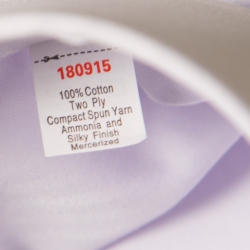 180915
100% Cotton
Two Ply
Compact Spun Yarn
Ammonia and
Silky Finish
Mercerized